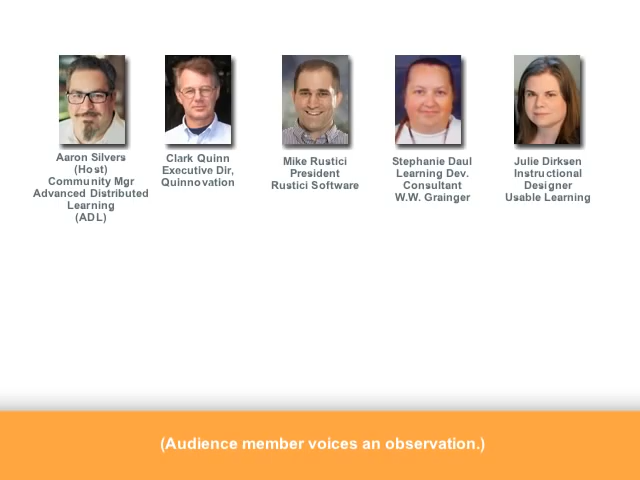 Aaron Silvers
(Host)
Community Mgr
Advanced Distributed
Learning
(ADL)
Clark Quinn
Executive Dir,
Quinnovation
Mike Rustici
President
Rustici Software
Stephanie Daul
Learning Dev.
Consultant
W.W. Grainger
Julie Dirksen
Instructional
Designer
Usable Learning
(Audience member voices an observation.)